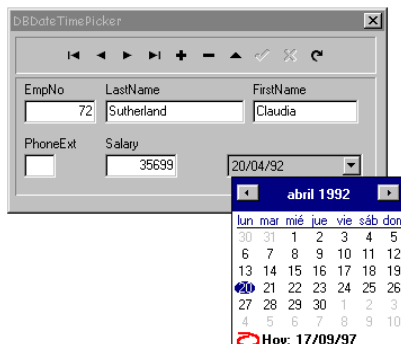 DBDateTimePicker
EmpNo LastName FirstName
72 Sutherland Claudia
PhoneExt Salary
35699 20/04/92
abril 1992
lun mar mié jue vie sáb dom
30 31 1 2 3 4 5
6 7 8 9 10 11 12
13 14 15 16 17 18 19
20 21 22 23 24 25 26
27 28 29 30 1 2 3
4 5 6 7 8 9 10
Hoy: 17/09/97